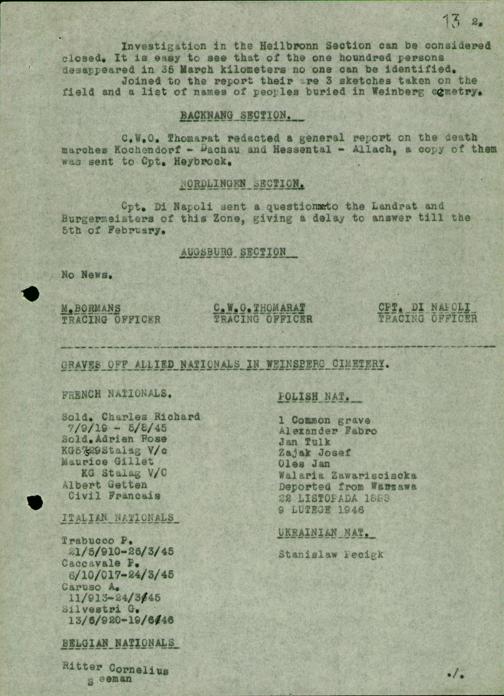 13 2.
Investigation in the Heilbronn Section can be considered
closed. It is easy to see that of the one hundred persons
desappeared in 35 March kilometers no one can be identified.
Joined to the report their are 3 sketches taken on the
field and a list of names of peoples buried in Weinberg cemetry.
BACKNANG SECTION.
C.W.O. Thomarat redacted a general report on the death
marches Kochendorf - Dachau and Hessental - Allach, a copy of them
was sent to Cpt. Heybrock.
NORDLINGEN SECTION.
Cpt. Di Napoli sent a question to the Landrat and
Burgermeisters of this Zone, giving a delay to answer till the
5th of February.
AUGSBURG SECTION
No News.
M.BORMANS C.W.O.THOMARAT CPT. DI NAPOLI
TRACING OFFICER TRACING OFFICER TRACING OFFICER
GRAVES OFF ALLIED NATIONALS IN WEINSPERG CIMETERY.
FRENCH NATIONALS.
Sold. Charles Richard
7/9/19 - 5/5/45
Sold.Adrien Rose
Stalag V/c
Maurice Gillet
KG Stalag V/C
Albert Getten
Civil Francais
ITALIAN NATIONALS
Trabucco P.
21/5/910-26/3/45
Caccavale F.
6/10/017-24/3/45
Caruso A.
11/913-24/3/45
Silvestri G.
13/6/920-19/6/46
BELGIAN NATIONALS
Ritter Cornelius
Seeman
POLISH NAT.
1 Common grave
Alexander Fabro
Jan Tulk
Zajak Josef
Oles Jan
Walaria Zawarisciscka
Deported from Warzawa
22 LISTOPADA
9 LUTEGO 1946
UKRAINIAN NAT.
Stanislaw Fecigk
./.